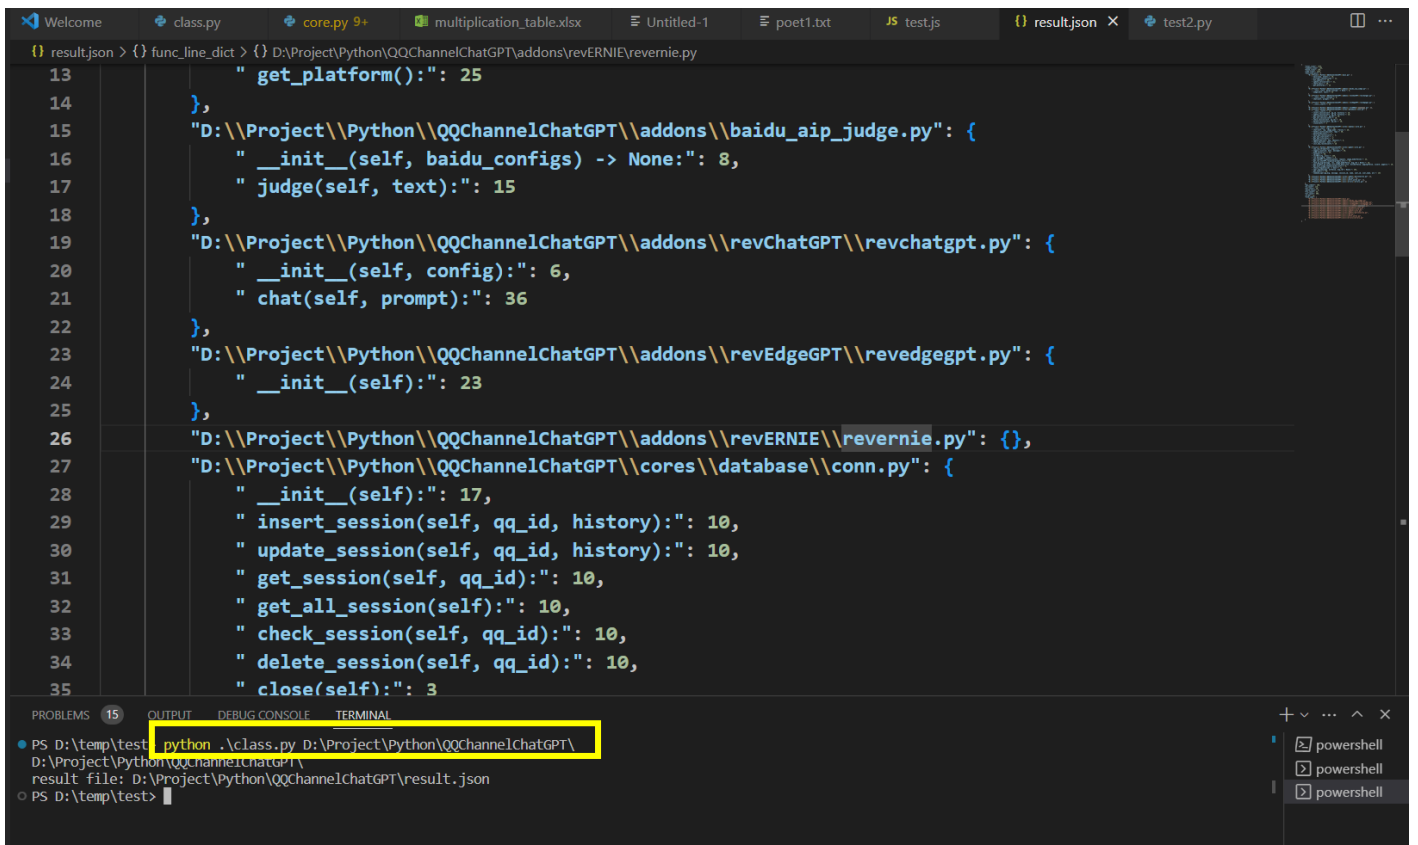 Welcome class.py core.py 9+ multiplication_table.xlsx Untitled-1 poet1.txt JS test.js {} result.json × test2.py ···
{} result.json > {} func_line_dict > {} D:\Project\Python\QQChannelChatGPT\addons\revERNIE\revernie.py
13 " get_platform():": 25
14 },
15 "D:\\Project\\Python\\QQChannelChatGPT\\addons\\baidu_aip_judge.py": {
16 " __init__(self, baidu_configs) -> None:": 8,
17 " judge(self, text):": 15
18 },
19 "D:\\Project\\Python\\QQChannelChatGPT\\addons\\revChatGPT\\revchatgpt.py": {
20 " __init__(self, config):": 6,
21 " chat(self, prompt):": 36
22 },
23 "D:\\Project\\Python\\QQChannelChatGPT\\addons\\revEdgeGPT\\revedgegpt.py": {
24 " __init__(self):": 23
25 },
26 "D:\\Project\\Python\\QQChannelChatGPT\\addons\\revERNIE\\revernie.py": {},
27 "D:\\Project\\Python\\QQChannelChatGPT\\cores\\database\\conn.py": {
28 " __init__(self):": 17,
29 " insert_session(self, qq_id, history):": 10,
30 " update_session(self, qq_id, history):": 10,
31 " get_session(self, qq_id):": 10,
32 " get_all_session(self):": 10,
33 " check_session(self, qq_id):": 10,
34 " delete_session(self, qq_id):": 10,
35 " close(self):": 3
PROBLEMS 15 OUTPUT DEBUG CONSOLE TERMINAL
PS D:\temp\test> python .\class.py D:\Project\Python\QQChannelChatGPT\
D:\Project\Python\QQChannelChatGPT\
result file: D:\Project\Python\QQChannelChatGPT\result.json
PS D:\temp\test>
powershell
powershell
powershell